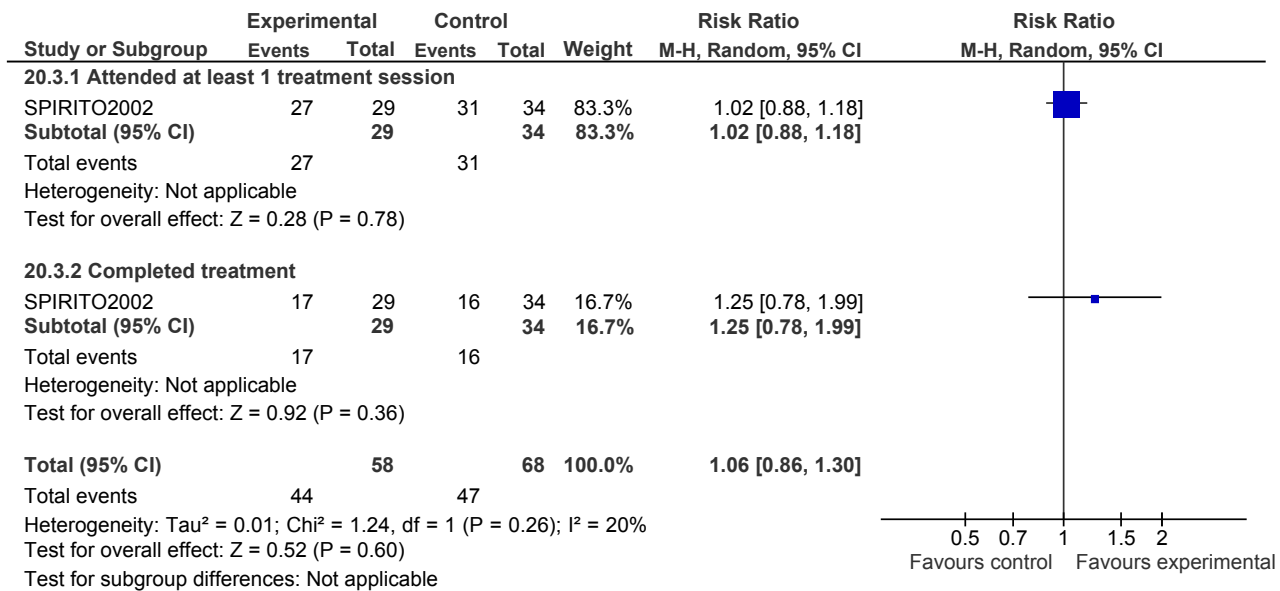 Experimental Control Risk Ratio Risk Ratio
Study or Subgroup Events Total Events Total Weight M-H, Random, 95% CI M-H, Random, 95% CI
20.3.1 Attended at least 1 treatment session
SPIRITO2002 27 29 31 34 83.3% 1.02 [0.88, 1.18]
Subtotal (95% CI) 29 34 83.3% 1.02 [0.88, 1.18]
Total events 27 31
Heterogeneity: Not applicable
Test for overall effect: Z = 0.28 (P = 0.78)
20.3.2 Completed treatment
SPIRITO2002 17 29 16 34 16.7% 1.25 [0.78, 1.99]
Subtotal (95% CI) 29 34 16.7% 1.25 [0.78, 1.99]
Total events 17 16
Heterogeneity: Not applicable
Test for overall effect: Z = 0.92 (P = 0.36)
Total (95% CI) 58 68 100.0% 1.06 [0.86, 1.30]
Total events 44 47
Heterogeneity: Tau² = 0.01; Chi² = 1.24, df = 1 (P = 0.26); I² = 20%
Test for overall effect: Z = 0.52 (P = 0.60)
Test for subgroup differences: Not applicable
0.5 0.7 1 1.5 2
Favours control Favours experimental